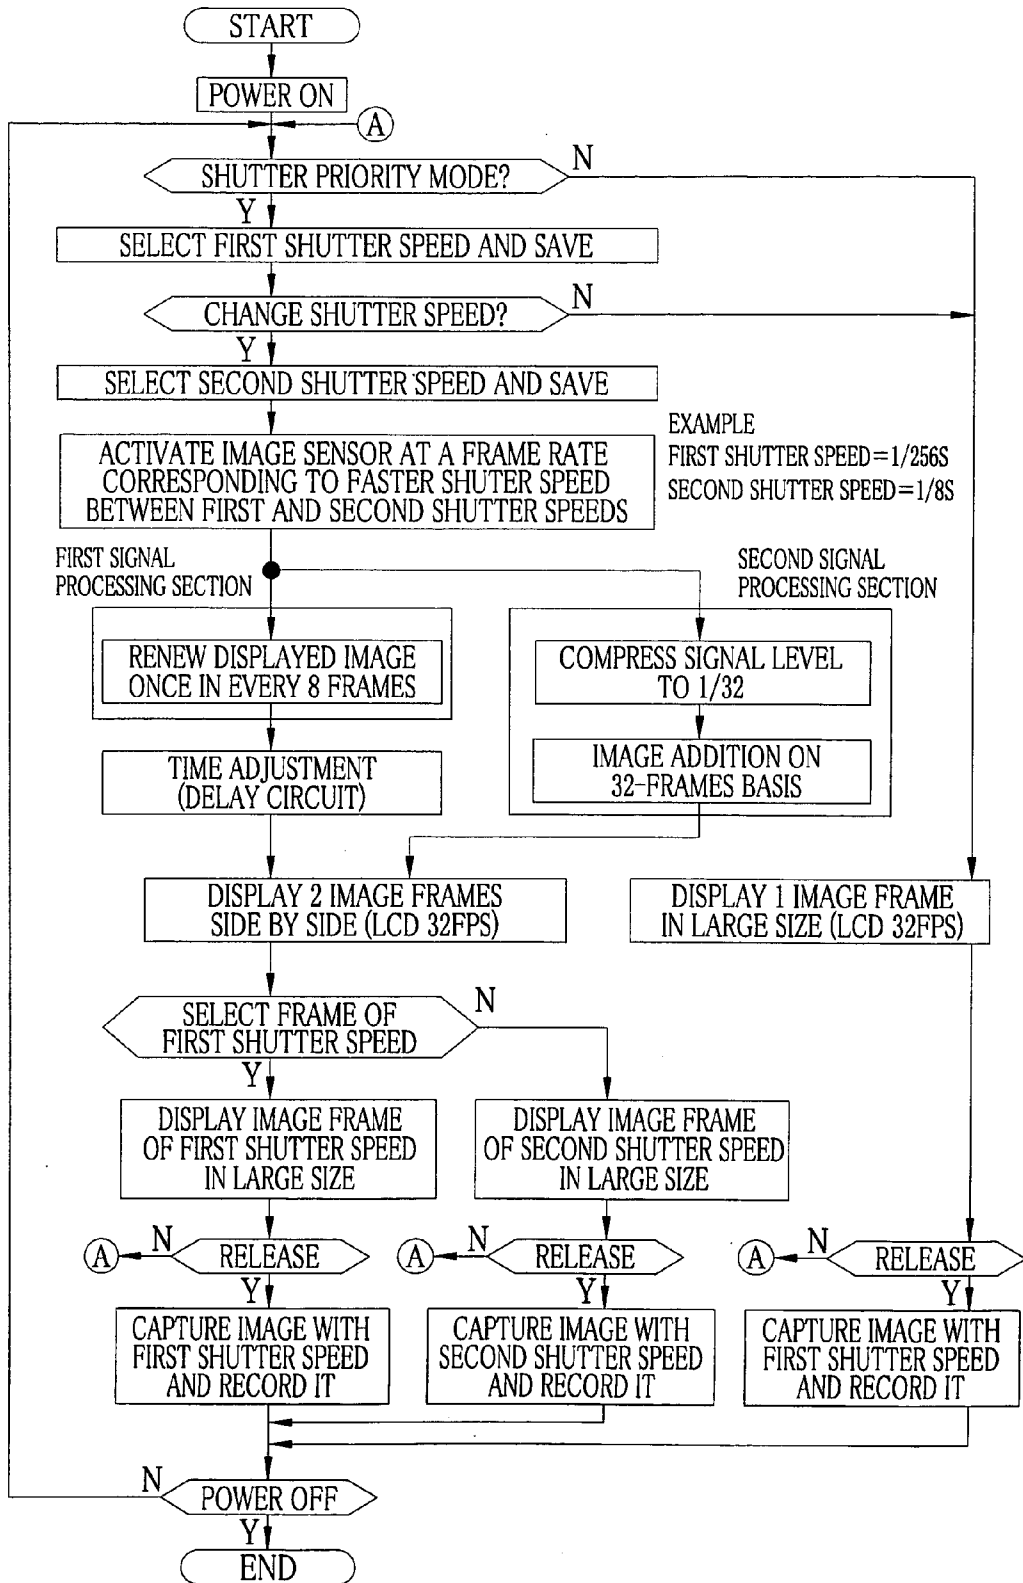 START
POWER ON
A
SHUTTER PRIORITY MODE?
N
Y
SELECT FIRST SHUTTER SPEED AND SAVE
CHANGE SHUTTER SPEED?
N
Y
SELECT SECOND SHUTTER SPEED AND SAVE
ACTIVATE IMAGE SENSOR AT A FRAME RATE
CORRESPONDING TO FASTER SHUTER SPEED
BETWEEN FIRST AND SECOND SHUTTER SPEEDS
EXAMPLE
FIRST SHUTTER SPEED=1/256S
SECOND SHUTTER SPEED=1/8S
FIRST SIGNAL
PROCESSING SECTION
SECOND SIGNAL
PROCESSING SECTION
RENEW DISPLAYED IMAGE
ONCE IN EVERY 8 FRAMES
COMPRESS SIGNAL LEVEL
TO 1/32
TIME ADJUSTMENT
(DELAY CIRCUIT)
IMAGE ADDITION ON
32-FRAMES BASIS
DISPLAY 2 IMAGE FRAMES
SIDE BY SIDE (LCD 32FPS)
DISPLAY 1 IMAGE FRAME
IN LARGE SIZE (LCD 32FPS)
SELECT FRAME OF
FIRST SHUTTER SPEED
N
Y
DISPLAY IMAGE FRAME
OF FIRST SHUTTER SPEED
IN LARGE SIZE
DISPLAY IMAGE FRAME
OF SECOND SHUTTER SPEED
IN LARGE SIZE
A
N
RELEASE
Y
A
N
RELEASE
Y
A
N
RELEASE
Y
CAPTURE IMAGE WITH
FIRST SHUTTER SPEED
AND RECORD IT
CAPTURE IMAGE WITH
SECOND SHUTTER SPEED
AND RECORD IT
CAPTURE IMAGE WITH
FIRST SHUTTER SPEED
AND RECORD IT
N
POWER OFF
Y
END